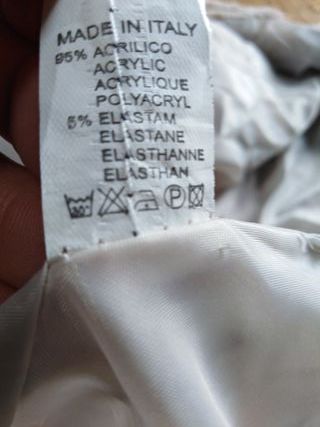 MADE IN ITALY
95% ACRILICO
ACRYLIC
ACRYLIQUE
POLYACRYL
5% ELASTAM
ELASTANE
ELASTHANNE
ELASTHAN
P